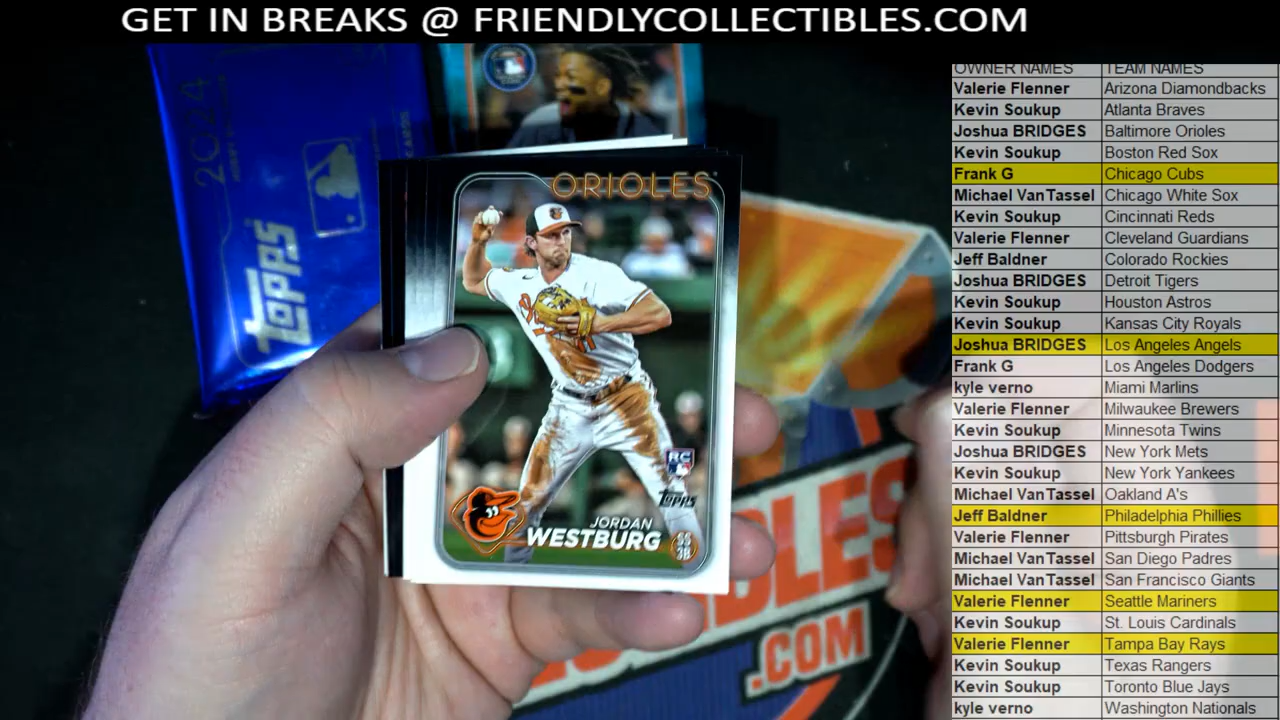 GET IN BREAKS @ FRIENDLYCOLLECTIBLES.COM
OWNER NAMES TEAM NAMES
Valerie Flenner Arizona Diamondbacks
Kevin Soukup Atlanta Braves
Joshua BRIDGES Baltimore Orioles
Kevin Soukup Boston Red Sox
Frank G Chicago Cubs
Michael VanTassel Chicago White Sox
Kevin Soukup Cincinnati Reds
Valerie Flenner Cleveland Guardians
Jeff Baldner Colorado Rockies
Joshua BRIDGES Detroit Tigers
Kevin Soukup Houston Astros
Kevin Soukup Kansas City Royals
Joshua BRIDGES Los Angeles Angels
Frank G Los Angeles Dodgers
kyle verno Miami Marlins
Valerie Flenner Milwaukee Brewers
Kevin Soukup Minnesota Twins
Joshua BRIDGES New York Mets
Kevin Soukup New York Yankees
Michael VanTassel Oakland A's
Jeff Baldner Philadelphia Phillies
Valerie Flenner Pittsburgh Pirates
Michael VanTassel San Diego Padres
Michael VanTassel San Francisco Giants
Valerie Flenner Seattle Mariners
Kevin Soukup St. Louis Cardinals
Valerie Flenner Tampa Bay Rays
Kevin Soukup Texas Rangers
Kevin Soukup Toronto Blue Jays
kyle verno Washington Nationals
2024
Topps
ORIOLES
RC
Topps
JORDAN
WESTBURG
SS
3B
.COM